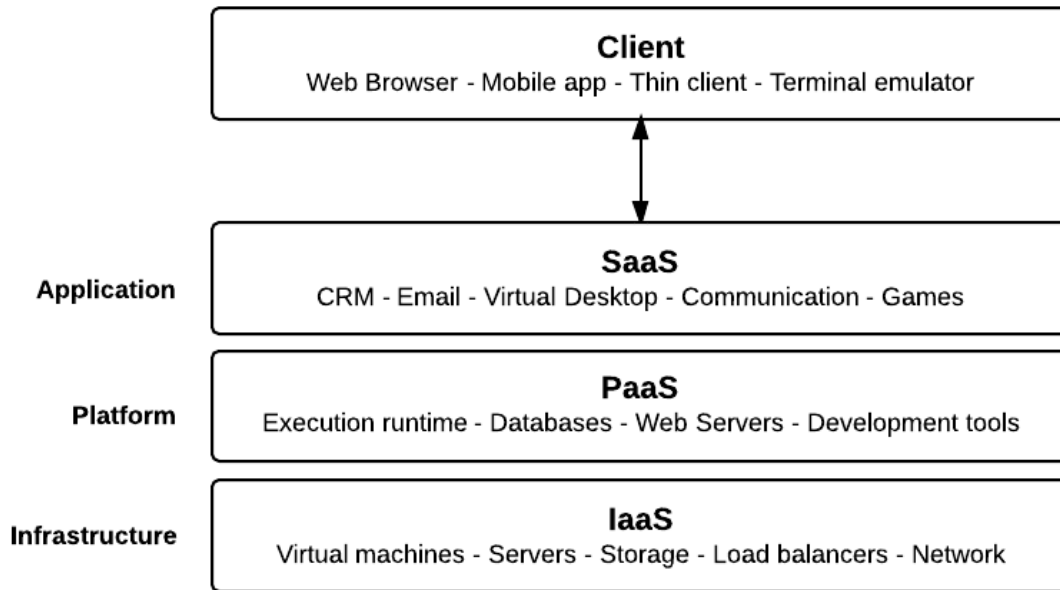 Client
Web Browser - Mobile app - Thin client - Terminal emulator
SaaS
Application
CRM - Email - Virtual Desktop - Communication - Games
PaaS
Platform
Execution runtime - Databases - Web Servers - Development tools
IaaS
Infrastructure
Virtual machines - Servers - Storage - Load balancers - Network